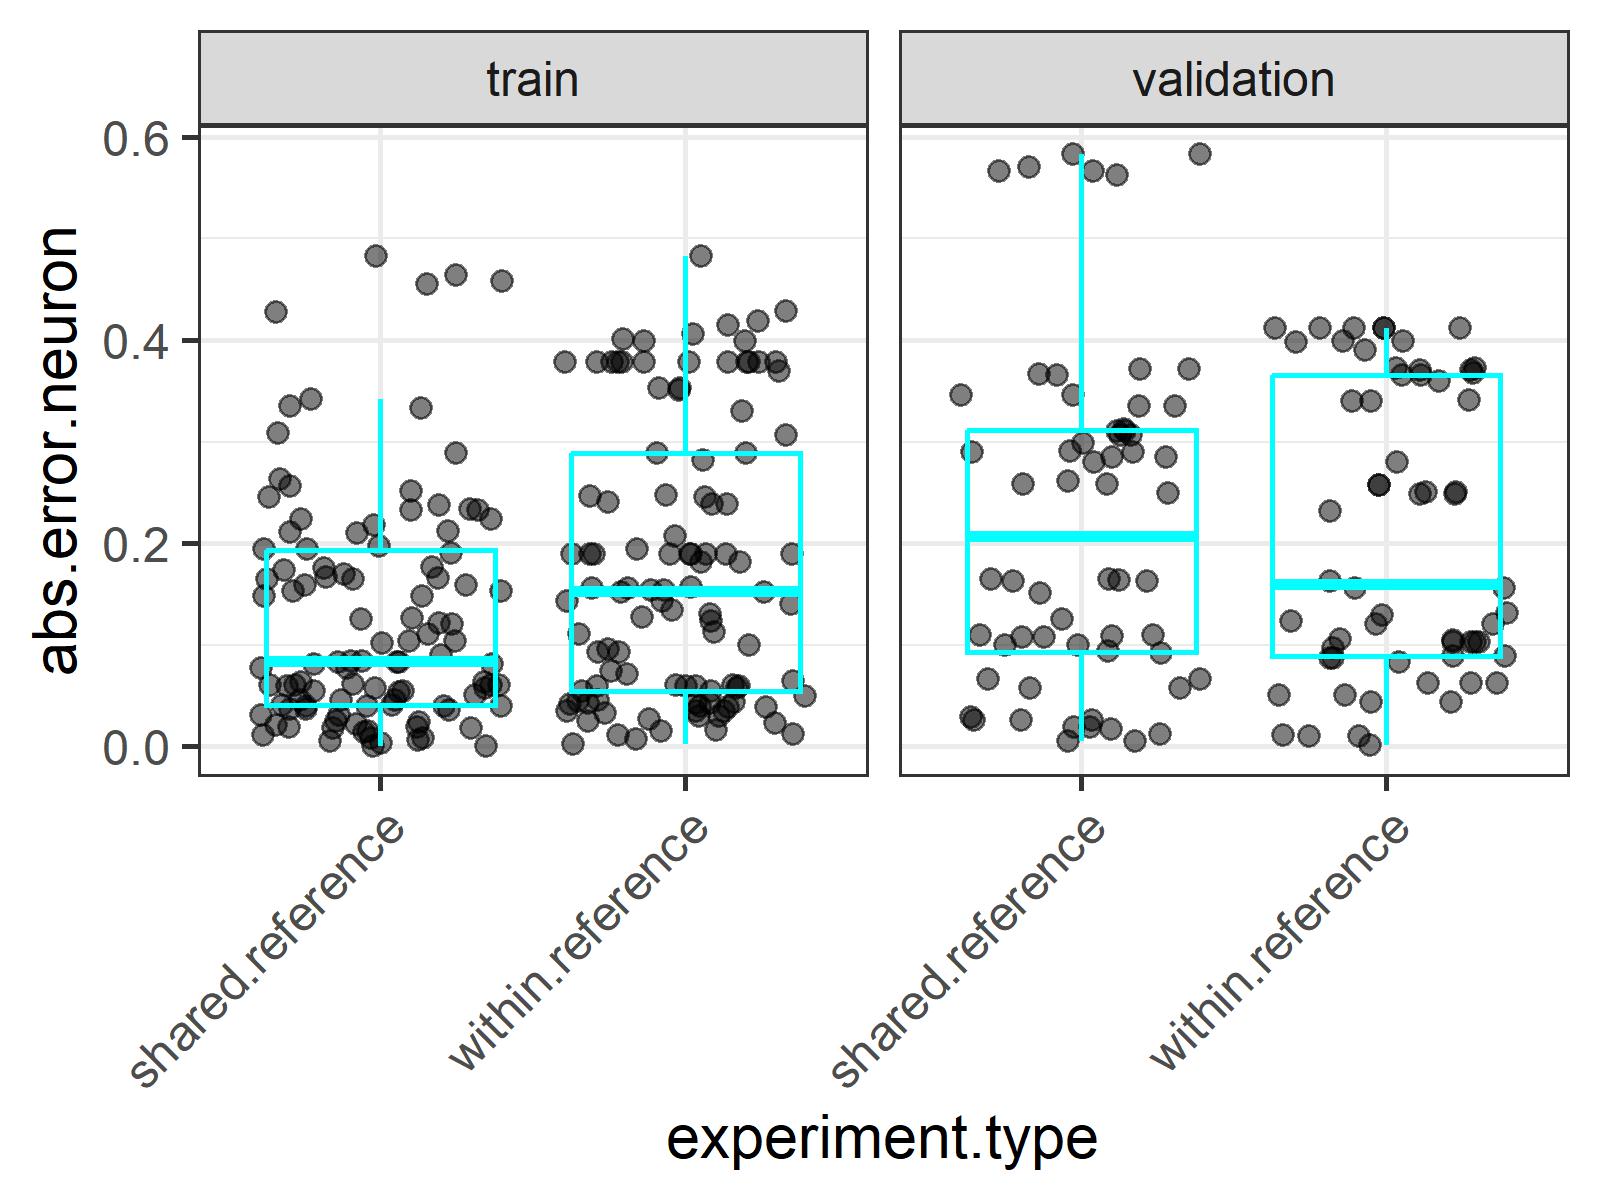 train
validation
abs.error.neuron
0.6
0.4
0.2
0.0
shared.reference
within.reference
shared.reference
within.reference
experiment.type